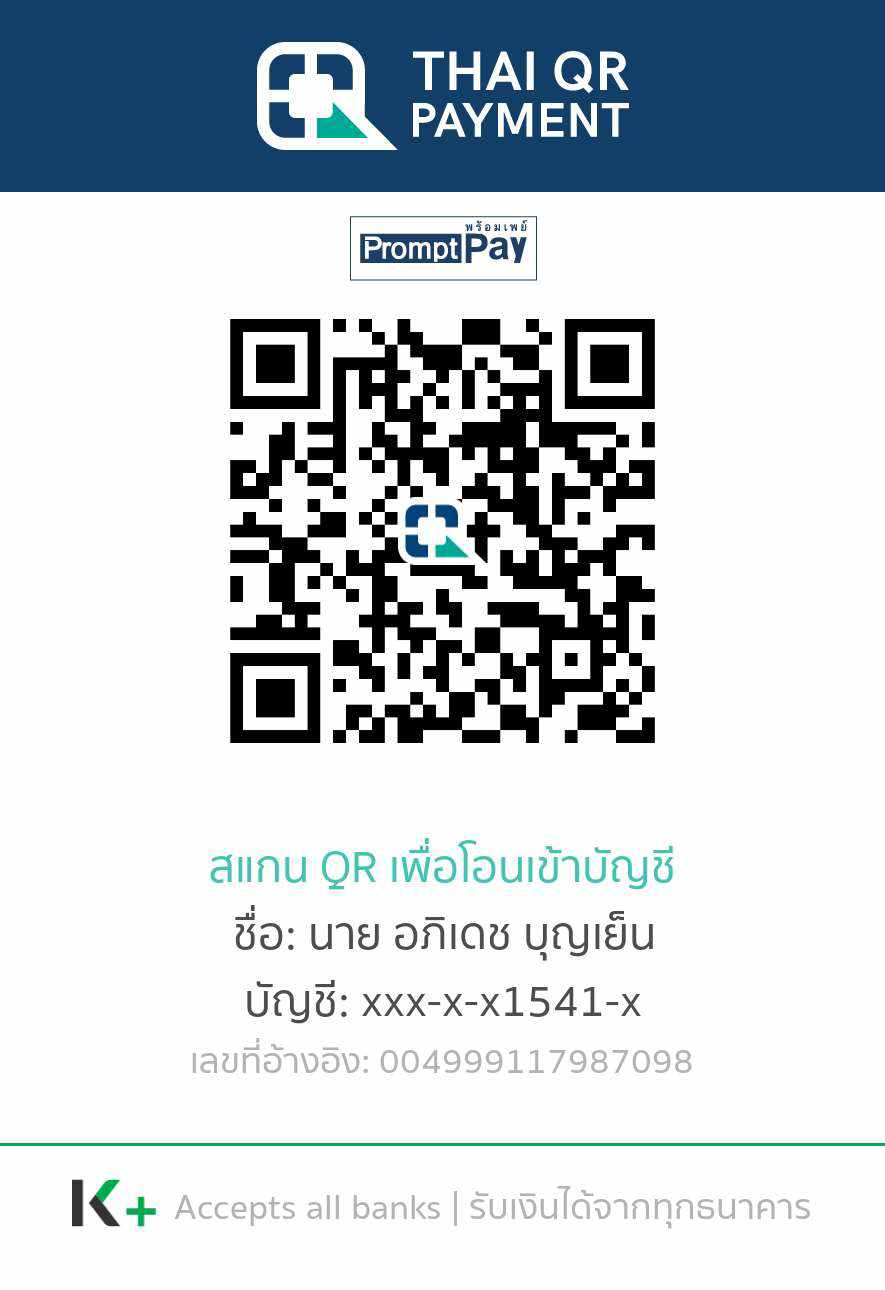 THAI QR
PAYMENT
พร้อมเพย์
PromptPay
สแกน QR เพื่อโอนเข้าบัญชี
ชื่อ: นาย อภิเดช บุญเย็น
บัญชี: xxx-x-x1541-x
เลขที่อ้างอิง: 004999117987098
K+ Accepts all banks | รับเงินได้จากทุกธนาคาร